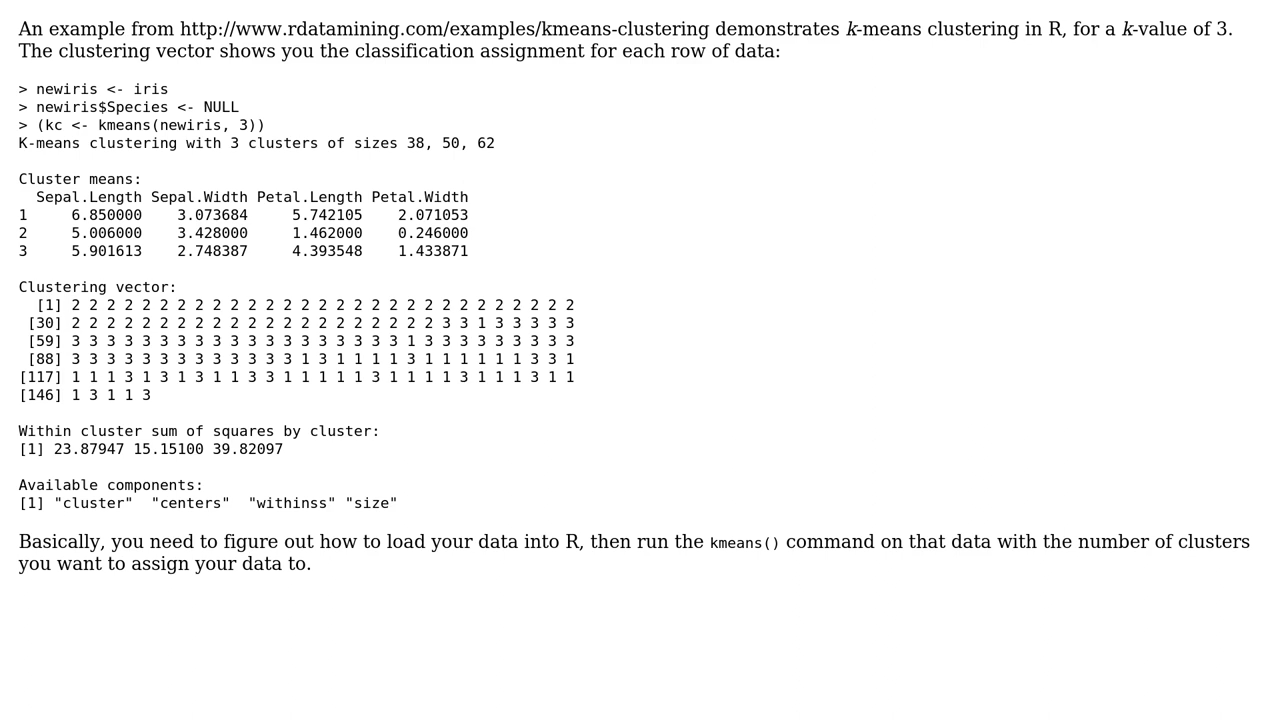 An example from http://www.rdatamining.com/examples/kmeans-clustering demonstrates k-means clustering in R, for a k-value of 3.
The clustering vector shows you the classification assignment for each row of data:
> newiris <- iris
> newiris$Species <- NULL
> (kc <- kmeans(newiris, 3))
K-means clustering with 3 clusters of sizes 38, 50, 62
Cluster means:
  Sepal.Length Sepal.Width Petal.Length Petal.Width
1     6.850000    3.073684     5.742105    2.071053
2     5.006000    3.428000     1.462000    0.246000
3     5.901613    2.748387     4.393548    1.433871
Clustering vector:
  [1] 2 2 2 2 2 2 2 2 2 2 2 2 2 2 2 2 2 2 2 2 2 2 2 2 2 2 2 2 2
 [30] 2 2 2 2 2 2 2 2 2 2 2 2 2 2 2 2 2 2 2 2 2 3 3 1 3 3 3 3 3
 [59] 3 3 3 3 3 3 3 3 3 3 3 3 3 3 3 3 3 3 3 1 3 3 3 3 3 3 3 3 3
 [88] 3 3 3 3 3 3 3 3 3 3 3 3 3 1 3 1 1 1 1 3 1 1 1 1 1 1 3 3 1
[117] 1 1 1 3 1 3 1 3 1 1 3 3 1 1 1 1 1 3 1 1 1 1 3 1 1 1 3 1 1
[146] 1 3 1 1 3
Within cluster sum of squares by cluster:
[1] 23.87947 15.15100 39.82097
Available components:
[1] "cluster"  "centers"  "withinss" "size"
Basically, you need to figure out how to load your data into R, then run the kmeans() command on that data with the number of clusters
you want to assign your data to.